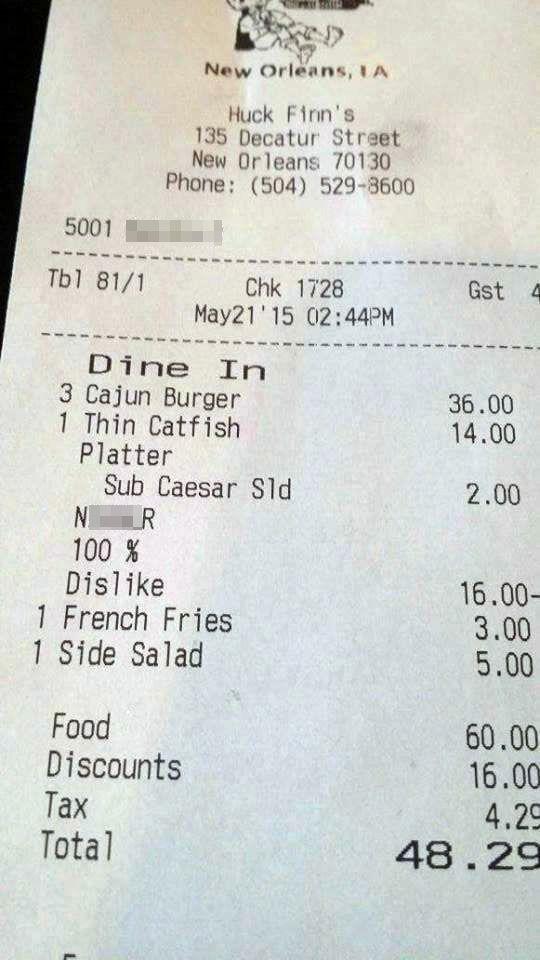 New Orleans, LA
Huck Finn's
135 Decatur Street
New Orleans 70130
Phone: (504) 529-8600
5001
Tbl 81/1 Chk 1728 Gst 4
May21'15 02:44PM
Dine In
3 Cajun Burger 36.00
1 Thin Catfish 14.00
Platter
Sub Caesar Sld 2.00
N R
100 %
Dislike 16.00-
1 French Fries 3.00
1 Side Salad 5.00
Food 60.00
Discounts 16.00
Tax 4.29
Total 48.29